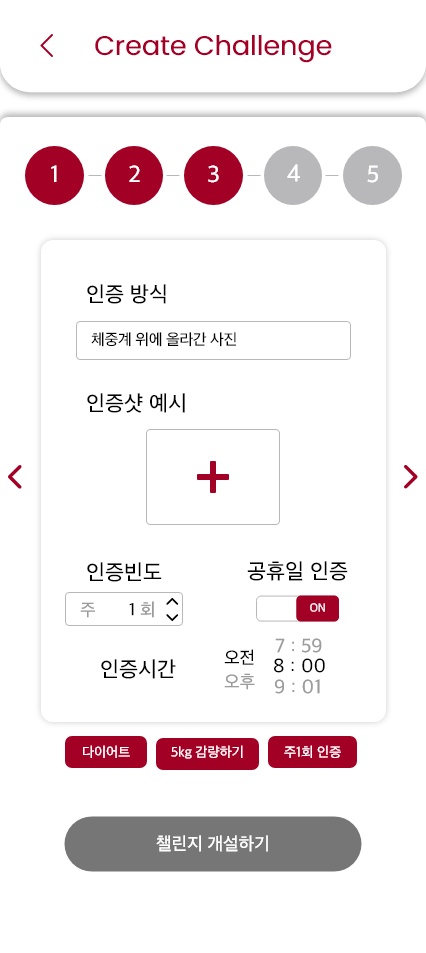 Create Challenge
1 2 3 4 5
인증 방식
체중계 위에 올라간 사진
인증샷 예시
인증빈도
공휴일 인증
주 1 회
ON
인증시간
7 : 59
오전 8 : 00
오후 9 : 01
다이어트 5kg 감량하기 주1회 인증
챌린지 개설하기